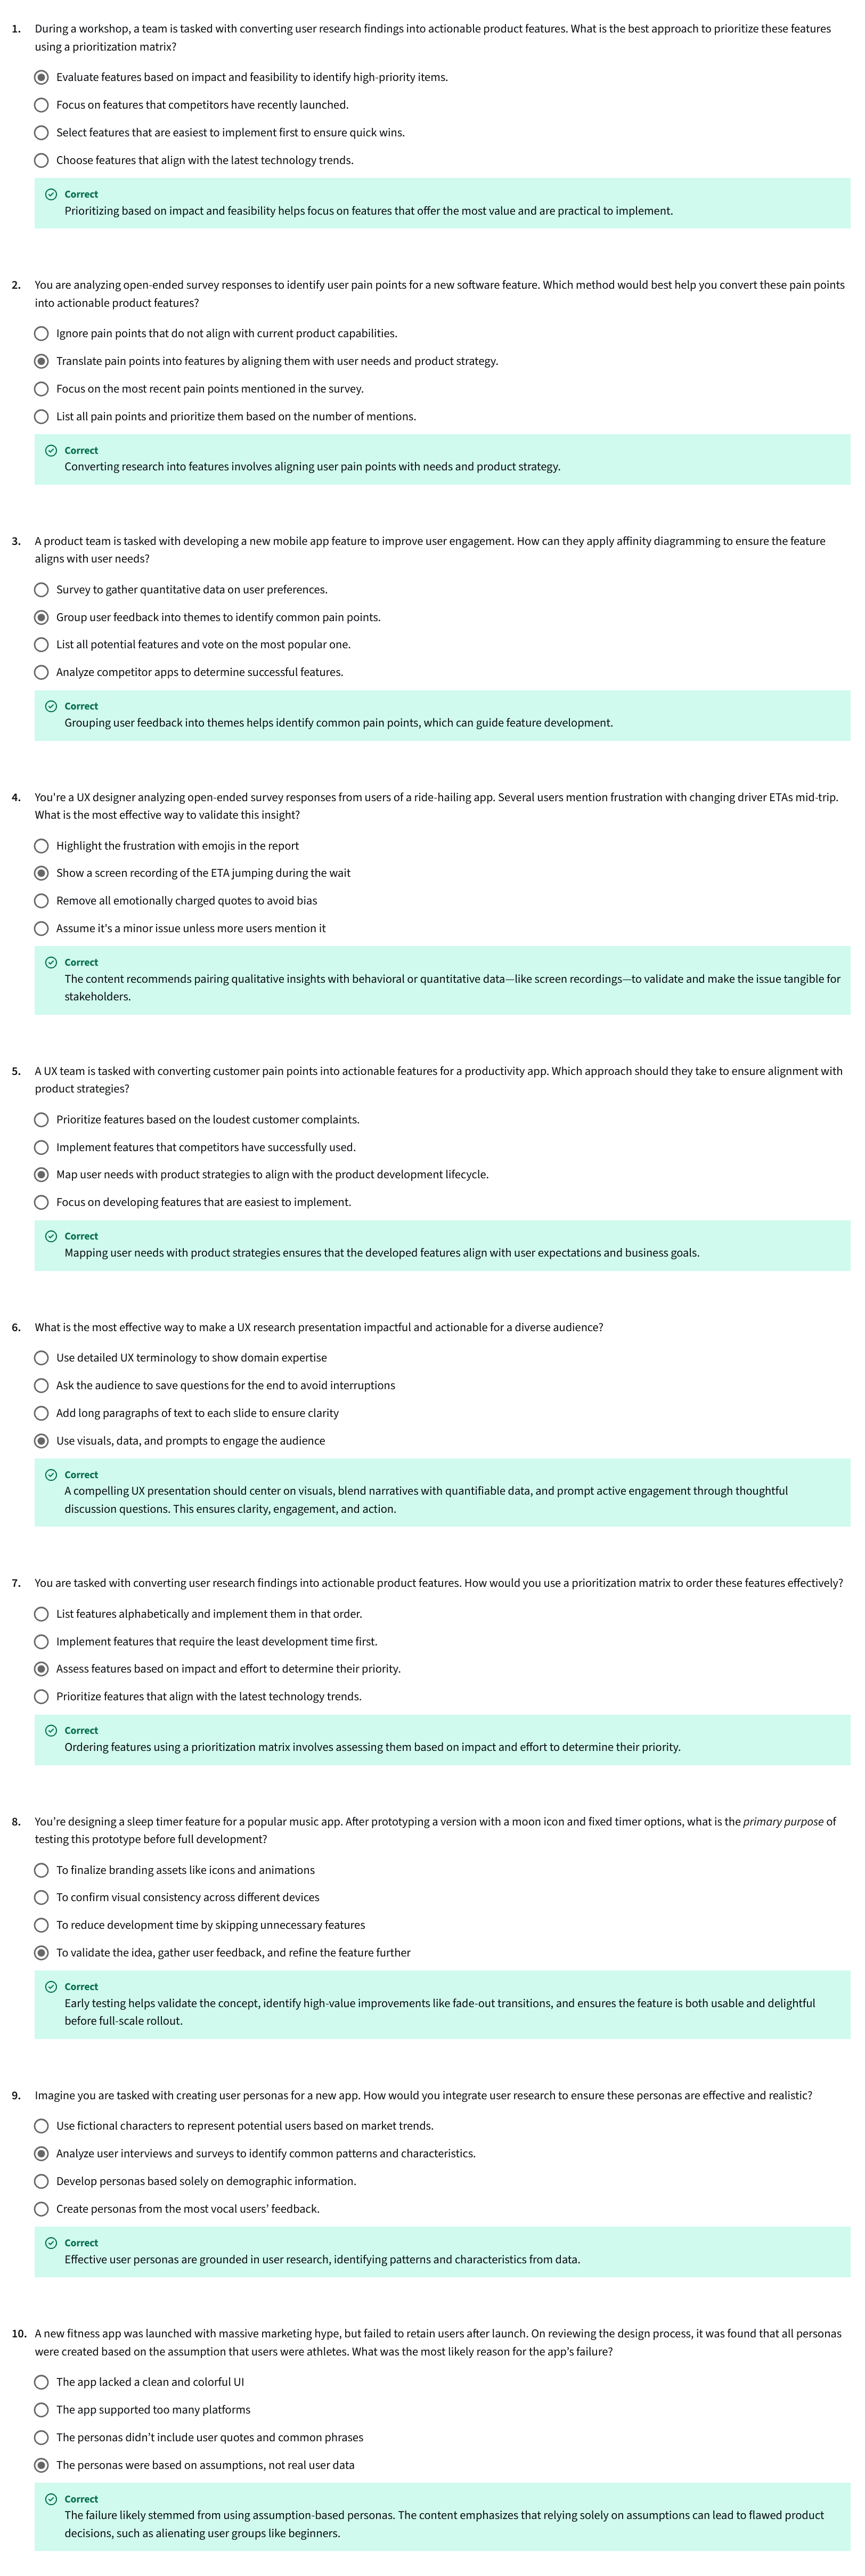 1. During a workshop, a team is tasked with converting user research findings into actionable product features. What is the best approach to prioritize these features
using a prioritization matrix?
Evaluate features based on impact and feasibility to identify high-priority items.
Focus on features that competitors have recently launched.
Select features that are easiest to implement first to ensure quick wins.
Choose features that align with the latest technology trends.
Correct
Prioritizing based on impact and feasibility helps focus on features that offer the most value and are practical to implement.
2. You are analyzing open-ended survey responses to identify user pain points for a new software feature. Which method would best help you convert these pain points
into actionable product features?
Ignore pain points that do not align with current product capabilities.
Translate pain points into features by aligning them with user needs and product strategy.
Focus on the most recent pain points mentioned in the survey.
List all pain points and prioritize them based on the number of mentions.
Correct
Converting research into features involves aligning user pain points with needs and product strategy.
3. A product team is tasked with developing a new mobile app feature to improve user engagement. How can they apply affinity diagramming to ensure the feature
aligns with user needs?
Survey to gather quantitative data on user preferences.
Group user feedback into themes to identify common pain points.
List all potential features and vote on the most popular one.
Analyze competitor apps to determine successful features.
Correct
Grouping user feedback into themes helps identify common pain points, which can guide feature development.
4. You're a UX designer analyzing open-ended survey responses from users of a ride-hailing app. Several users mention frustration with changing driver ETAs mid-trip.
What is the most effective way to validate this insight?
Highlight the frustration with emojis in the report
Show a screen recording of the ETA jumping during the wait
Remove all emotionally charged quotes to avoid bias
Assume it's a minor issue unless more users mention it
Correct
The content recommends pairing qualitative insights with behavioral or quantitative data—like screen recordings—to validate and make the issue tangible for
stakeholders.
5. A UX team is tasked with converting customer pain points into actionable features for a productivity app. Which approach should they take to ensure alignment with
product strategies?
Prioritize features based on the loudest customer complaints.
Implement features that competitors have successfully used.
Map user needs with product strategies to align with the product development lifecycle.
Focus on developing features that are easiest to implement.
Correct
Mapping user needs with product strategies ensures that the developed features align with user expectations and business goals.
6. What is the most effective way to make a UX research presentation impactful and actionable for a diverse audience?
Use detailed UX terminology to show domain expertise
Ask the audience to save questions for the end to avoid interruptions
Add long paragraphs of text to each slide to ensure clarity
Use visuals, data, and prompts to engage the audience
Correct
A compelling UX presentation should center on visuals, blend narratives with quantifiable data, and prompt active engagement through thoughtful
discussion questions. This ensures clarity, engagement, and action.
7. You are tasked with converting user research findings into actionable product features. How would you use a prioritization matrix to order these features effectively?
List features alphabetically and implement them in that order.
Implement features that require the least development time first.
Assess features based on impact and effort to determine their priority.
Prioritize features that align with the latest technology trends.
Correct
Ordering features using a prioritization matrix involves assessing them based on impact and effort to determine their priority.
8. You’re designing a sleep timer feature for a popular music app. After prototyping a version with a moon icon and fixed timer options, what is the primary purpose of
testing this prototype before full development?
To finalize branding assets like icons and animations
To confirm visual consistency across different devices
To reduce development time by skipping unnecessary features
To validate the idea, gather user feedback, and refine the feature further
Correct
Early testing helps validate the concept, identify high-value improvements like fade-out transitions, and ensures the feature is both usable and delightful
before full-scale rollout.
9. Imagine you are tasked with creating user personas for a new app. How would you integrate user research to ensure these personas are effective and realistic?
Use fictional characters to represent potential users based on market trends.
Analyze user interviews and surveys to identify common patterns and characteristics.
Develop personas based solely on demographic information.
Create personas from the most vocal users’ feedback.
Correct
Effective user personas are grounded in user research, identifying patterns and characteristics from data.
10. A new fitness app was launched with massive marketing hype, but failed to retain users after launch. On reviewing the design process, it was found that all personas
were created based on the assumption that users were athletes. What was the most likely reason for the app’s failure?
The app lacked a clean and colorful UI
The app supported too many platforms
The personas didn’t include user quotes and common phrases
The personas were based on assumptions, not real user data
Correct
The failure likely stemmed from using assumption-based personas. The content emphasizes that relying solely on assumptions can lead to flawed product
decisions, such as alienating user groups like beginners.